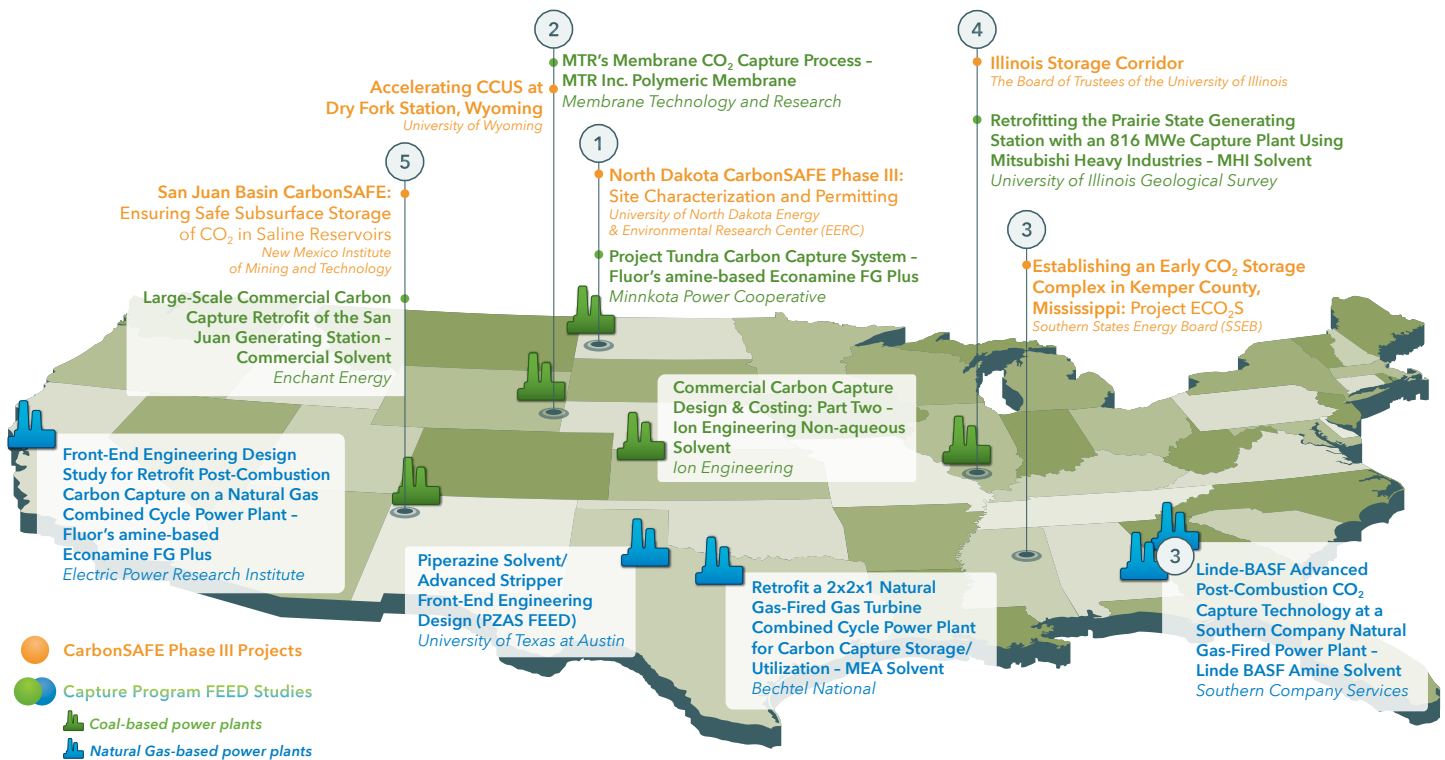 2
MTR's Membrane CO₂ Capture Process –
MTR Inc. Polymeric Membrane
Membrane Technology and Research
Accelerating CCUS at
Dry Fork Station, Wyoming
University of Wyoming
4
Illinois Storage Corridor
The Board of Trustees of the University of Illinois
Retrofitting the Prairie State Generating
Station with an 816 MWe Capture Plant Using
Mitsubishi Heavy Industries – MHI Solvent
University of Illinois Geological Survey
1
North Dakota CarbonSAFE Phase III:
Site Characterization and Permitting
University of North Dakota Energy
& Environmental Research Center (EERC)
Project Tundra Carbon Capture System –
Fluor's amine-based Econamine FG Plus
Minnkota Power Cooperative
5
San Juan Basin CarbonSAFE:
Ensuring Safe Subsurface Storage
of CO₂ in Saline Reservoirs
New Mexico Institute
of Mining and Technology
Large-Scale Commercial Carbon
Capture Retrofit of the San
Juan Generating Station –
Commercial Solvent
Enchant Energy
3
Establishing an Early CO₂ Storage
Complex in Kemper County,
Mississippi: Project ECO₂S
Southern States Energy Board (SSEB)
Commercial Carbon Capture
Design & Costing: Part Two –
Ion Engineering Non-aqueous
Solvent
Ion Engineering
Front-End Engineering Design
Study for Retrofit Post-Combustion
Carbon Capture on a Natural Gas
Combined Cycle Power Plant –
Fluor's amine-based
Econamine FG Plus
Electric Power Research Institute
Piperazine Solvent/
Advanced Stripper
Front-End Engineering
Design (PZAS FEED)
University of Texas at Austin
Retrofit a 2x2x1 Natural
Gas-Fired Gas Turbine
Combined Cycle Power Plant
for Carbon Capture Storage/
Utilization – MEA Solvent
Bechtel National
3
Linde-BASF Advanced
Post-Combustion CO₂
Capture Technology at a
Southern Company Natural
Gas-Fired Power Plant –
Linde BASF Amine Solvent
Southern Company Services
CarbonSAFE Phase III Projects
Capture Program FEED Studies
Coal-based power plants
Natural Gas-based power plants